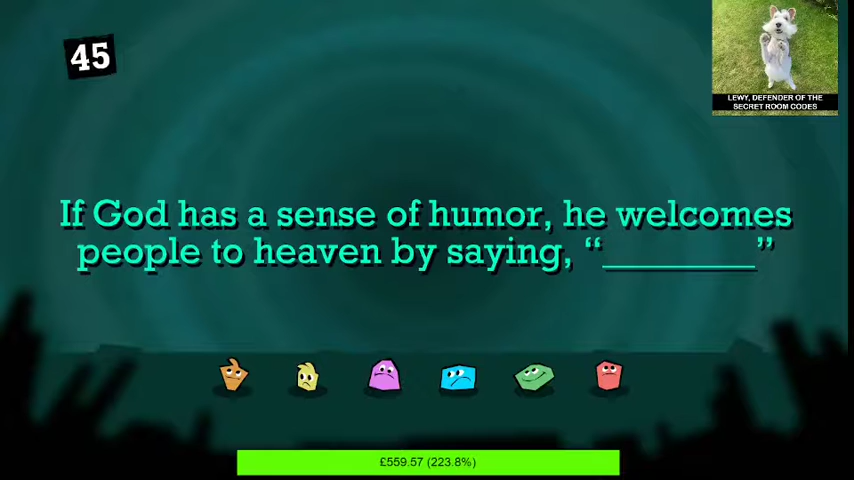 45
LEWY, DEFENDER OF THE
SECRET ROOM CODES
If God has a sense of humor, he welcomes
people to heaven by saying, “________”
£559.57 (223.8%)